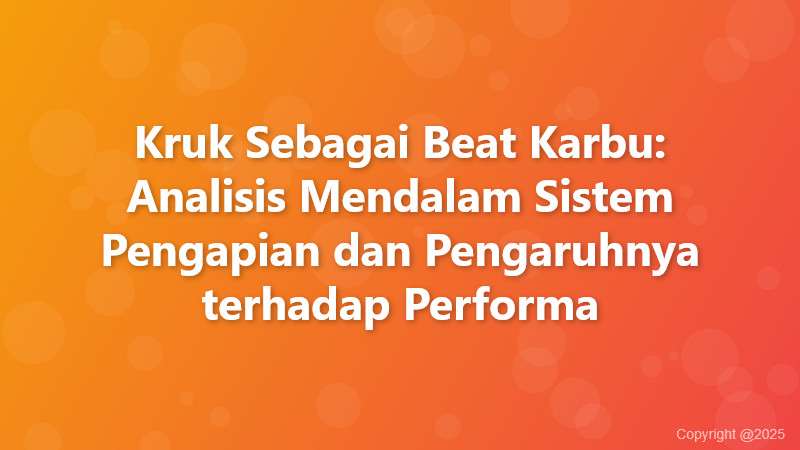 Kruk Sebagai Beat Karbu:
Analisis Mendalam Sistem
Pengapian dan Pengaruhnya
terhadap Performa
Copyright @2025